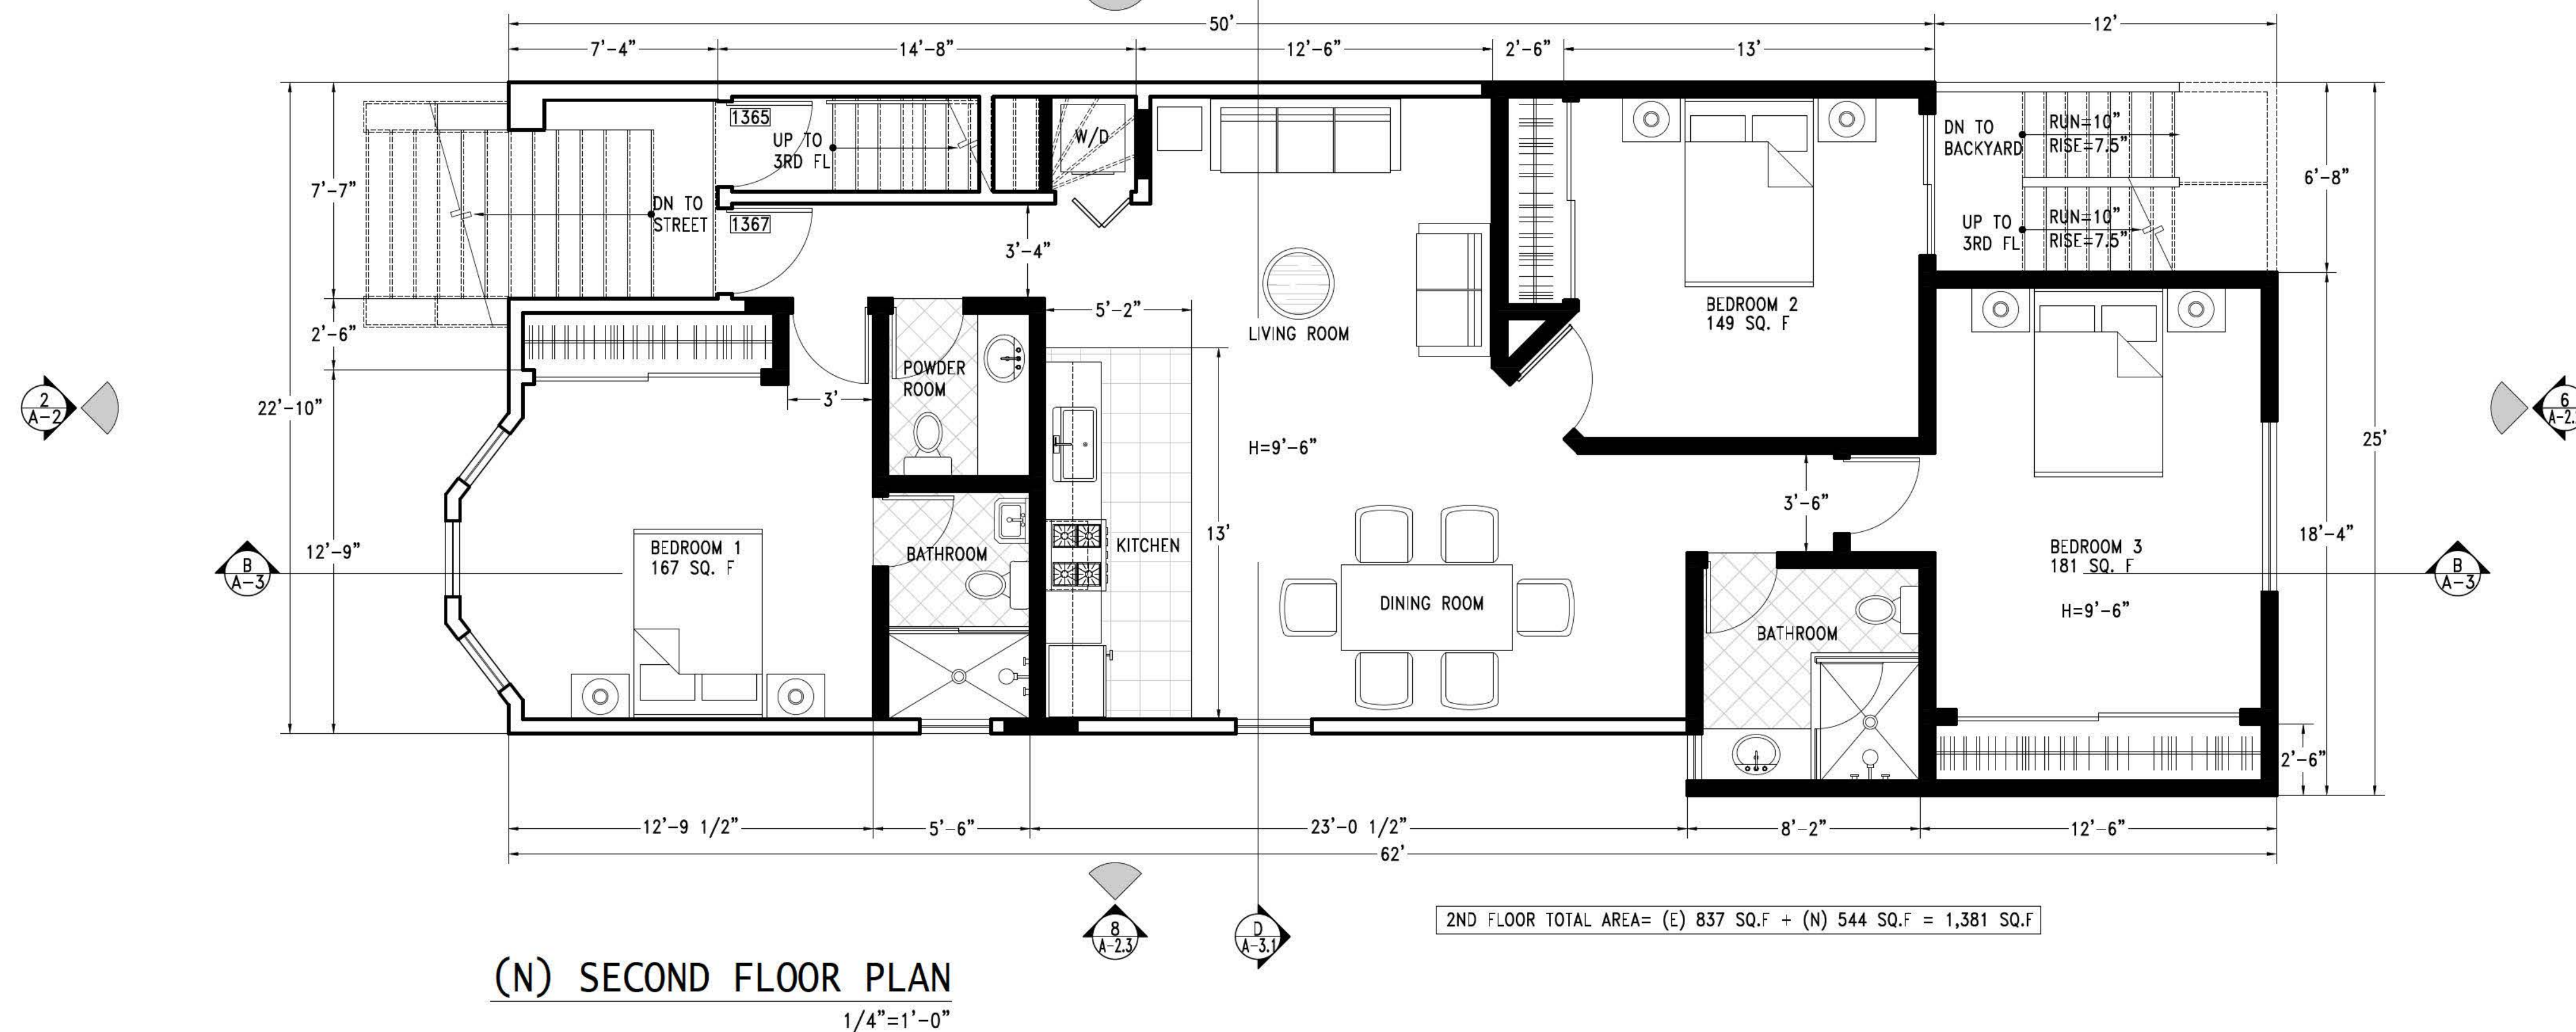 50'
12'
7'-4"
14'-8"
12'-6"
2'-6"
13'
1365
UP TO
3RD FL
W/D
DN TO
BACKYARD
RUN=10"
RISE=7.5"
7'-7"
6'-8"
DN TO
STREET
1367
UP TO
3RD FL
RUN=10"
RISE=7.5"
3'-4"
5'-2"
BEDROOM 2
149 SQ. F
LIVING ROOM
2'-6"
POWDER
ROOM
3'
22'-10"
2
A-2
6
25'
H=9'-6"
3'-6"
13'
12'-9"
BEDROOM 1
167 SQ. F
BATHROOM
KITCHEN
18'-4"
BEDROOM 3
181 SQ. F
H=9'-6"
B
A-3
B
A-3
DINING ROOM
BATHROOM
2'-6"
12'-9 1/2"
5'-6"
23'-0 1/2"
8'-2"
12'-6"
62'
8
A-2.3
D
A-3.1
2ND FLOOR TOTAL AREA= (E) 837 SQ.F + (N) 544 SQ.F = 1,381 SQ.F
(N) SECOND FLOOR PLAN
1/4"=1'-0"